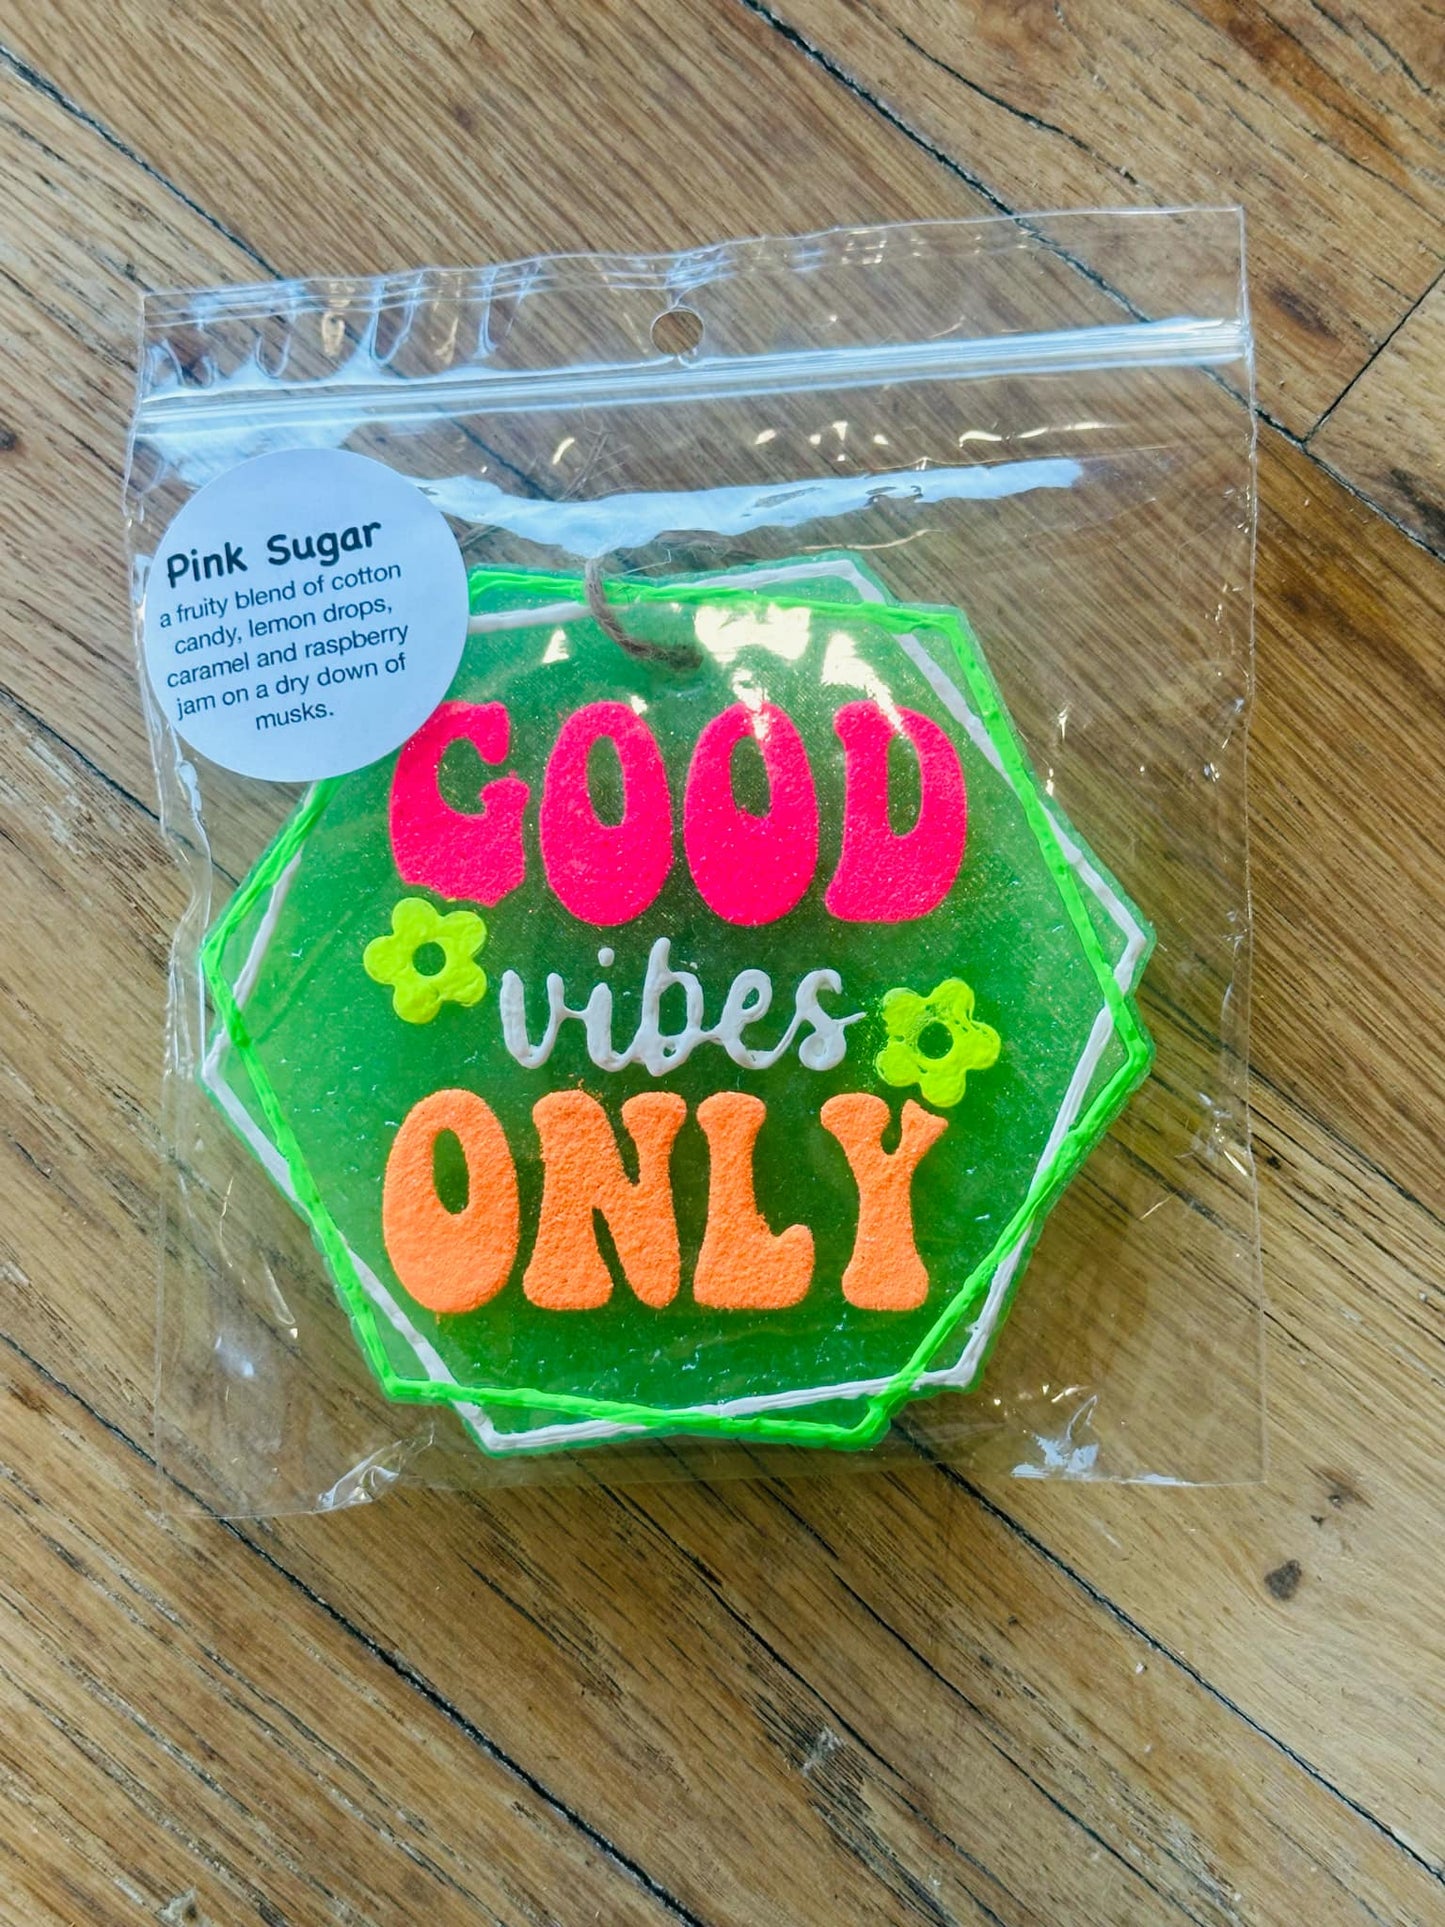 Pink Sugar
a fruity blend of cotton
candy, lemon drops,
caramel and raspberry
jam on a dry down of
musks.
GOOD
vibes
ONLY